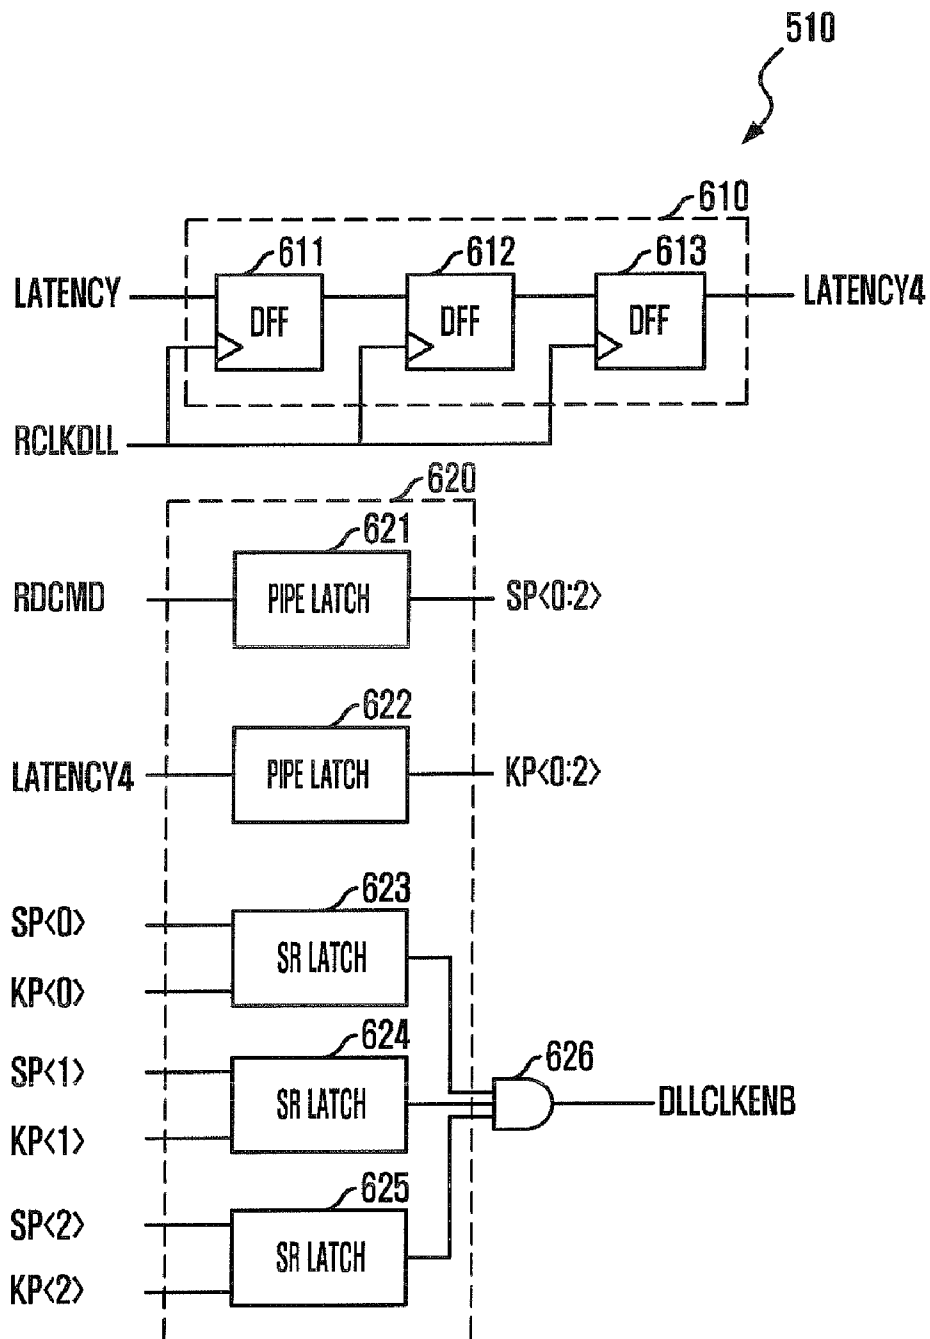 510
610
611 612 613
LATENCY DFF DFF DFF LATENCY4
RCLKDLL
620
621
RDCMD PIPE LATCH SP<0:2>
622
LATENCY4 PIPE LATCH KP<0:2>
623
SP<0>
SR LATCH
KP<0>
624
SP<1>
SR LATCH
KP<1>
626
DLLCLKENB
625
SP<2>
SR LATCH
KP<2>